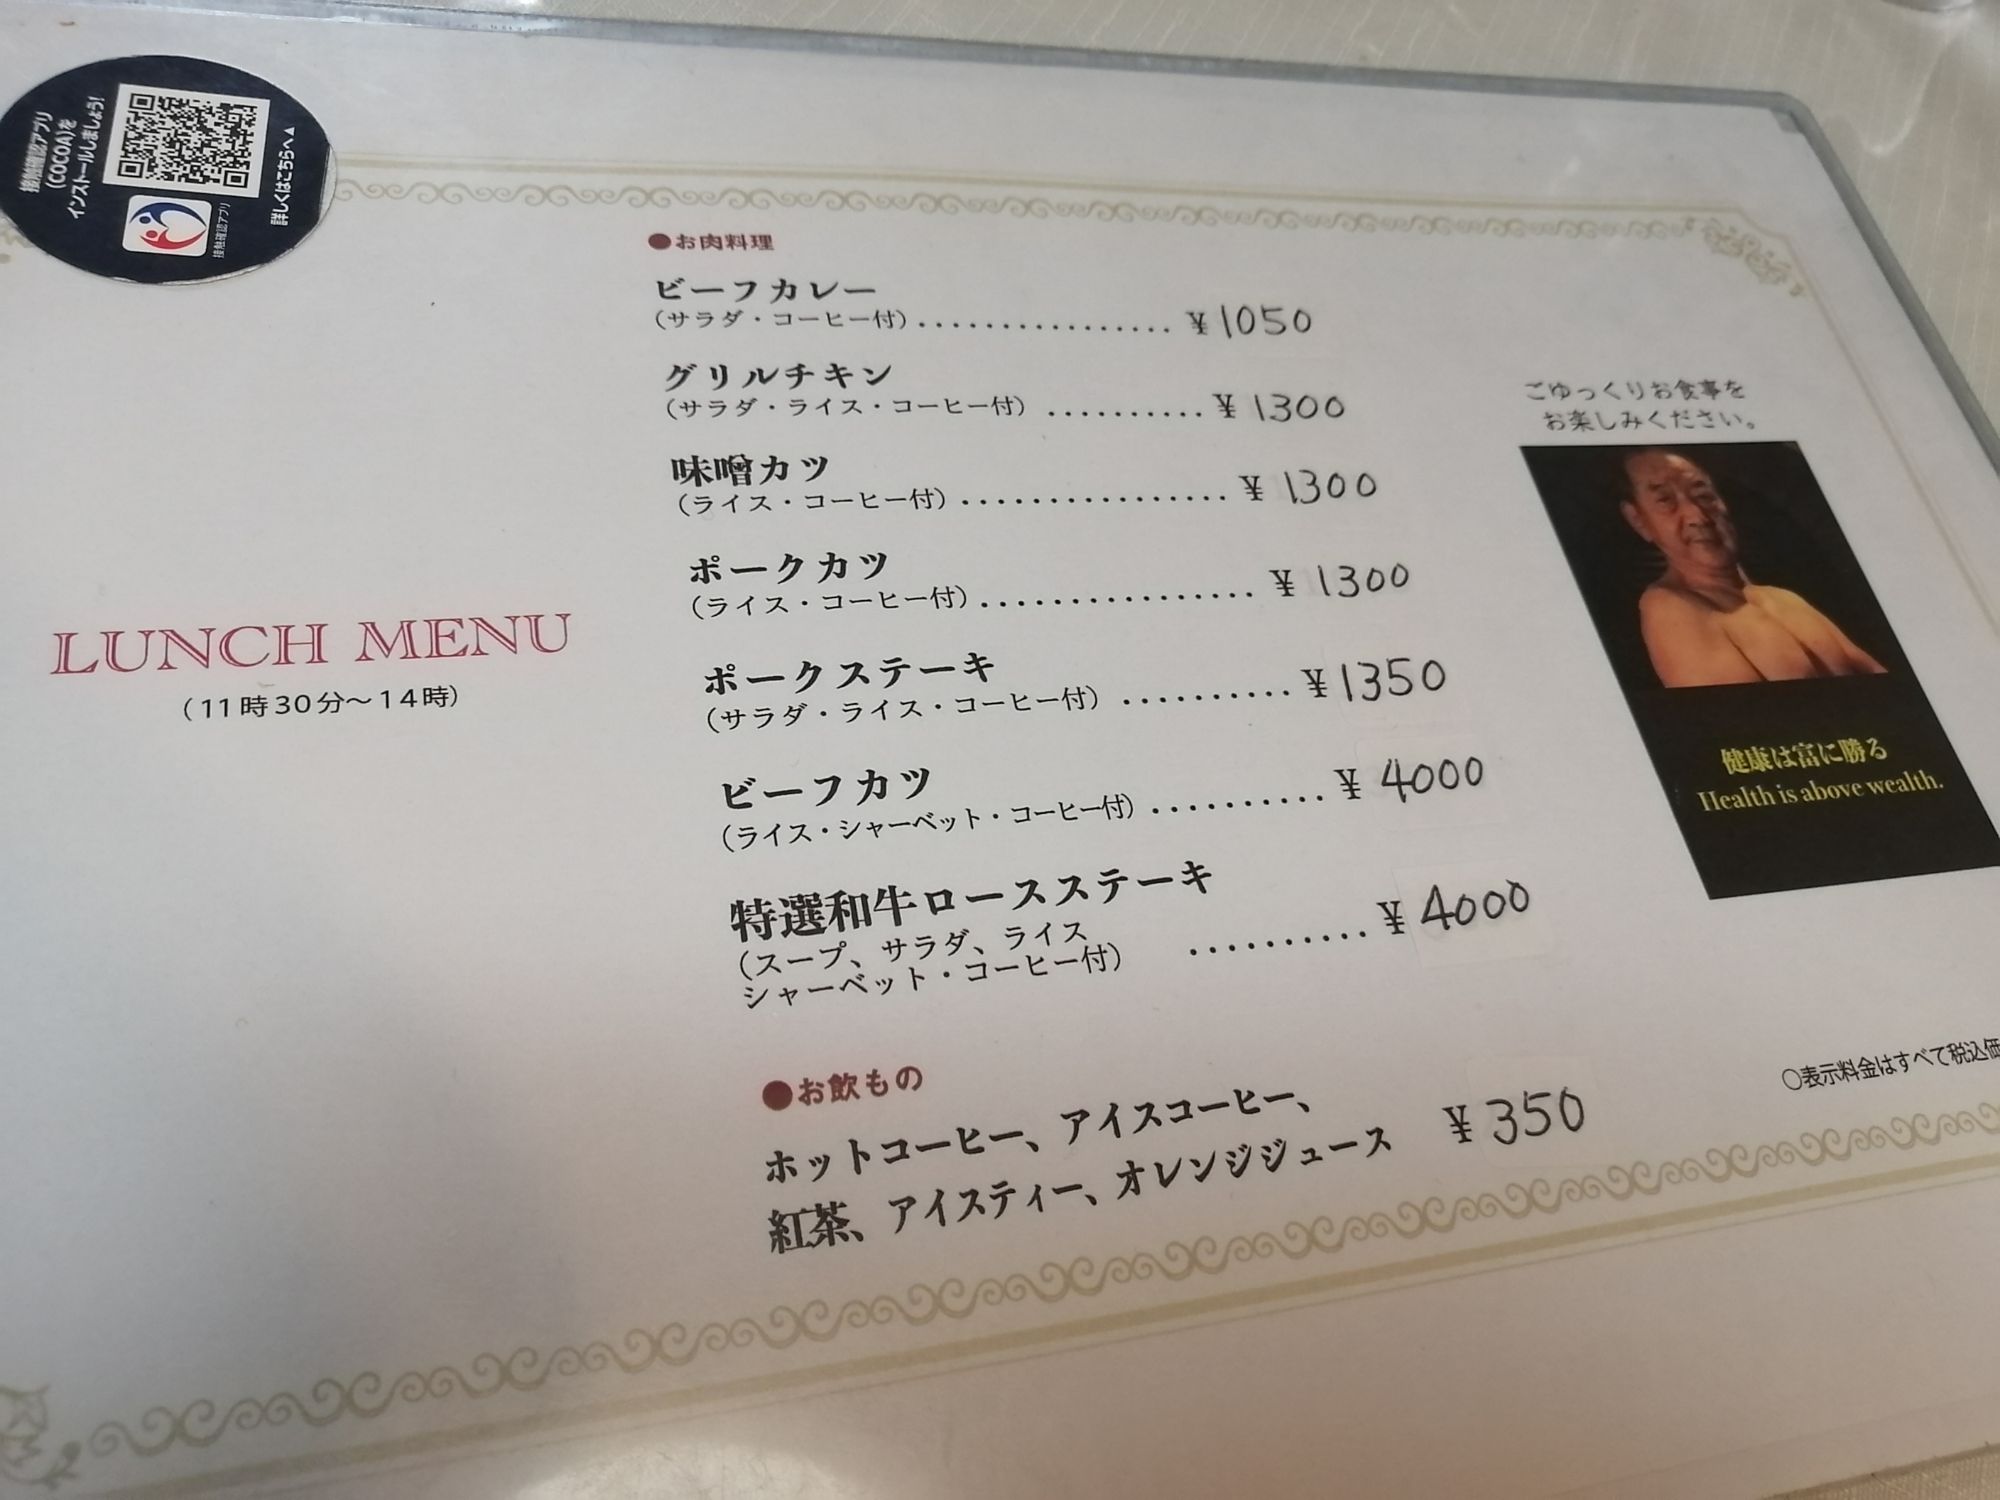 接触確認アプリ
(COCOA)を
インストールしましょう!
接触確認アプリ
詳しくはこちらへ▲
LUNCH MENU
(11時30分〜14時)
●お肉料理
ビーフカレー
(サラダ・コーヒー付)................¥1050
グリルチキン
(サラダ・ライス・コーヒー付)..........¥1300
味噌カツ
(ライス・コーヒー付).................¥1300
ポークカツ
(ライス・コーヒー付)..................¥1300
ポークステーキ
(サラダ・ライス・コーヒー付)...........¥1350
ビーフカツ
(ライス・シャーベット・コーヒー付)...........¥4000
特選和牛ロースステーキ
(スープ、サラダ、ライス
シャーベット・コーヒー付)...........¥4000
●お飲もの
ホットコーヒー、アイスコーヒー、
紅茶、アイスティー、オレンジジュース ¥350
ごゆっくりお食事を
お楽しみください。
健康は富に勝る
Health is above wealth.
○表示料金はすべて税込価